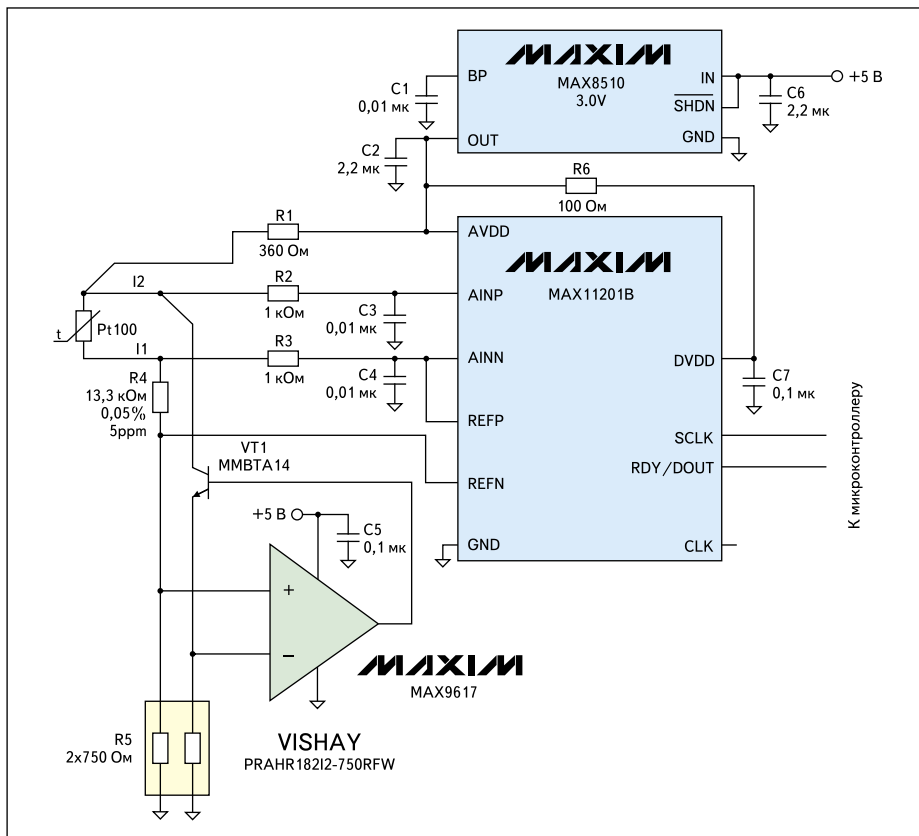 MAXIM
MAX8510
3.0V
BP
IN
SHDN
OUT
GND
+5 В
C1
0,01 мк
C6
2,2 мк
C2
2,2 мк
R6
100 Ом
R1
360 Ом
AVDD
MAXIM
MAX11201B
I2
R2
1 кОм
AINP
C3
0,01 мк
t
Pt100
I1
R3
1 кОм
AINN
C4
0,01 мк
DVDD
C7
0,1 мк
R4
13,3 кОм
0,05%
5ppm
REFP
VT1
MMBTA14
SCLK
REFN
RDY/DOUT
К микроконтроллеру
+5 В
C5
0,1 мк
GND
CLK
+
−
MAXIM
MAX9617
R5
2x750 Ом
VISHAY
PRAHR182I2-750RFW